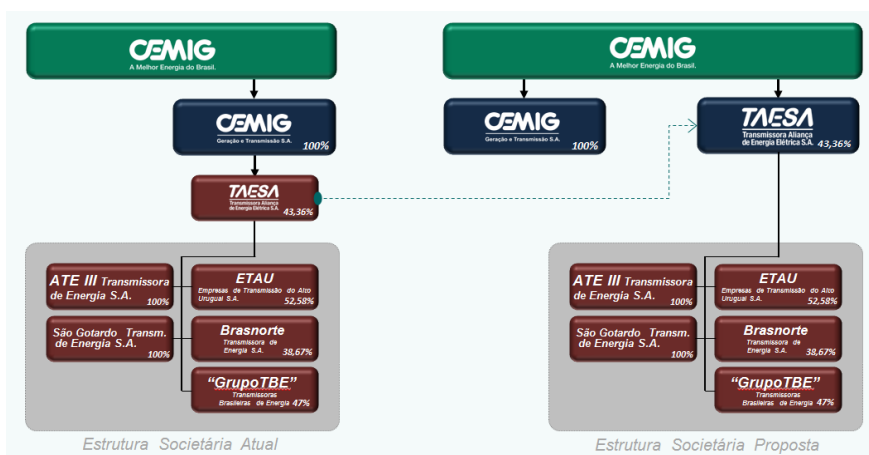 CEMIG
A Melhor Energia do Brasil.
CEMIG
Geração e Transmissão S.A.
100%
TAESA
Transmissora Aliança
de Energia Elétrica S.A.
43,36%
ATE III Transmissora
de Energia S.A.
100%
ETAU
Empresas de Transmissão do Alto
Uruguai S.A.
52,58%
São Gotardo Transm.
de Energia S.A.
100%
Brasnorte
Transmissora de
Energia S.A.
38,67%
“GrupoTBE”
Transmissoras
Brasileiras de Energia 47%
Estrutura Societária Atual
CEMIG
A Melhor Energia do Brasil.
CEMIG
Geração e Transmissão S.A.
100%
TAESA
Transmissora Aliança
de Energia Elétrica S.A. 43,36%
ATE III Transmissora
de Energia S.A.
100%
ETAU
Empresas de Transmissão do Alto
Uruguai S.A.
52,58%
São Gotardo Transm.
de Energia S.A.
100%
Brasnorte
Transmissora de
Energia S.A.
38,67%
“GrupoTBE”
Transmissoras
Brasileiras de Energia 47%
Estrutura Societária Proposta